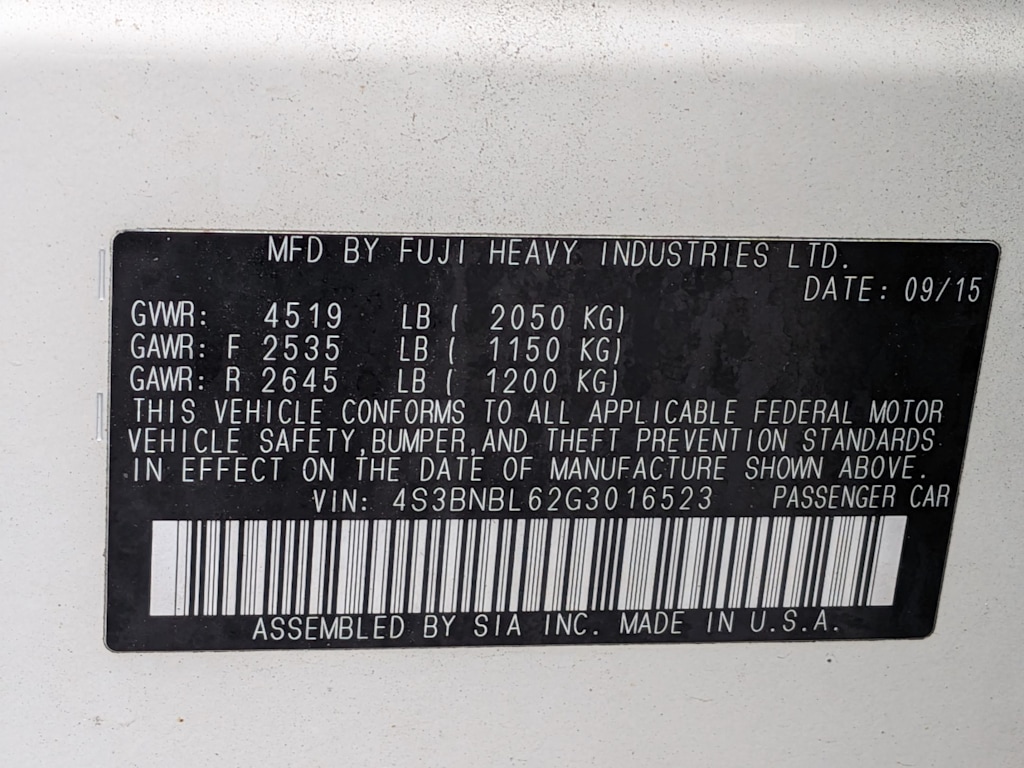 MFD BY FUJI HEAVY INDUSTRIES LTD.
DATE: 09/15
GVWR: 4519 LB ( 2050 KG)
GAWR: F 2535 LB ( 1150 KG)
GAWR: R 2645 LB ( 1200 KG)
THIS VEHICLE CONFORMS TO ALL APPLICABLE FEDERAL MOTOR
VEHICLE SAFETY,BUMPER,AND THEFT PREVENTION STANDARDS
IN EFFECT ON THE DATE OF MANUFACTURE SHOWN ABOVE.
VIN: 4S3BNBL62G3016523 PASSENGER CAR
ASSEMBLED BY SIA INC. MADE IN U.S.A.